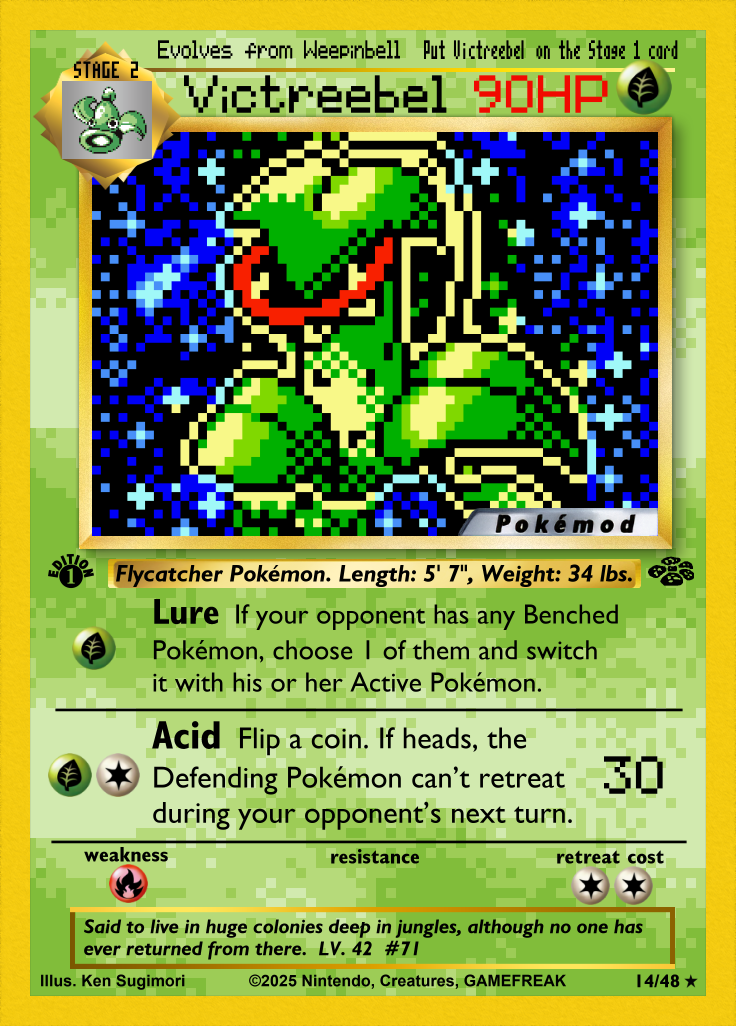 Evolves from Weepinbell Put Victreebel on the Stage 1 card
STAGE 2
Victreebel 90HP
Pokémod
EDITION
1
Flycatcher Pokémon. Length: 5' 7", Weight: 34 lbs.
Lure If your opponent has any Benched
Pokémon, choose 1 of them and switch
it with his or her Active Pokémon.
Acid Flip a coin. If heads, the
Defending Pokémon can't retreat
during your opponent's next turn.
30
weakness resistance retreat cost
Said to live in huge colonies deep in jungles, although no one has
ever returned from there. LV. 42 #71
Illus. Ken Sugimori ©2025 Nintendo, Creatures, GAMEFREAK 14/48 ★